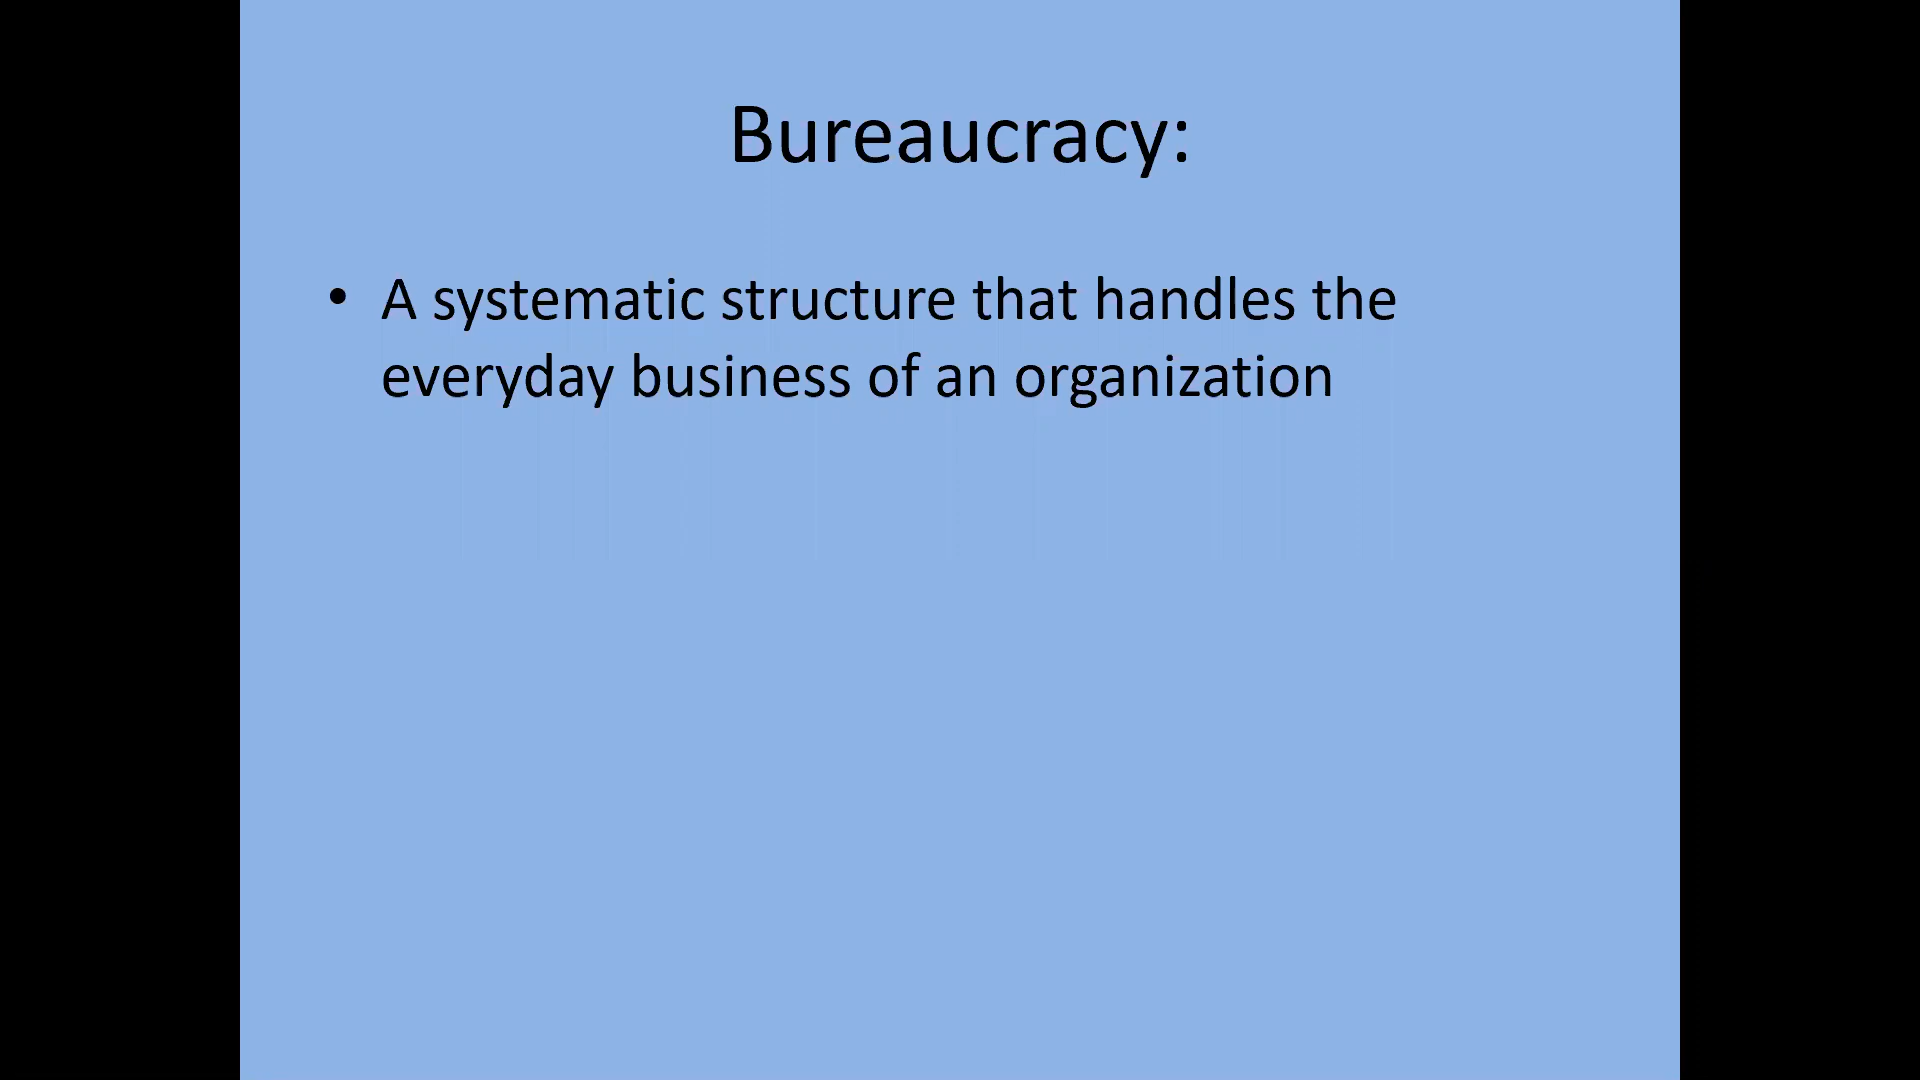 Bureaucracy:
• A systematic structure that handles the
everyday business of an organization